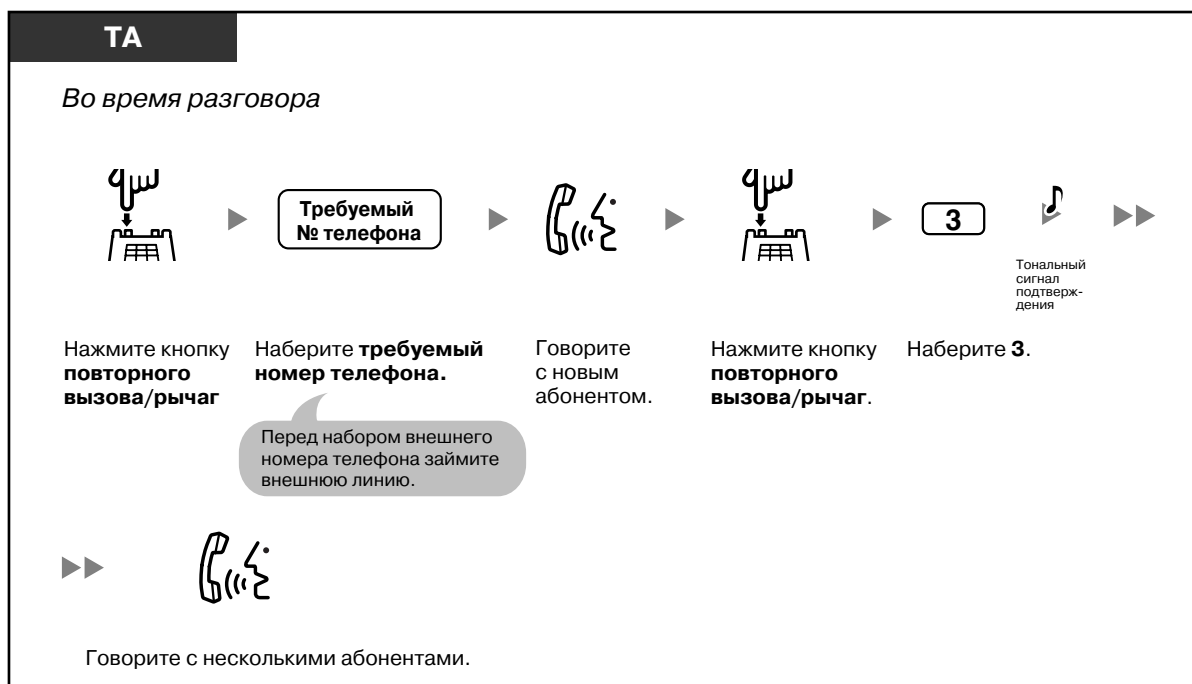 ТА
Во время разговора
Требуемый
№ телефона
3
Тональный
сигнал
подтверж-
дения
Нажмите кнопку
повторного
вызова/рычаг
Наберите требуемый
номер телефона.
Перед набором внешнего
номера телефона займите
внешнюю линию.
Говорите
с новым
абонентом.
Нажмите кнопку
повторного
вызова/рычаг.
Наберите 3.
Говорите с несколькими абонентами.